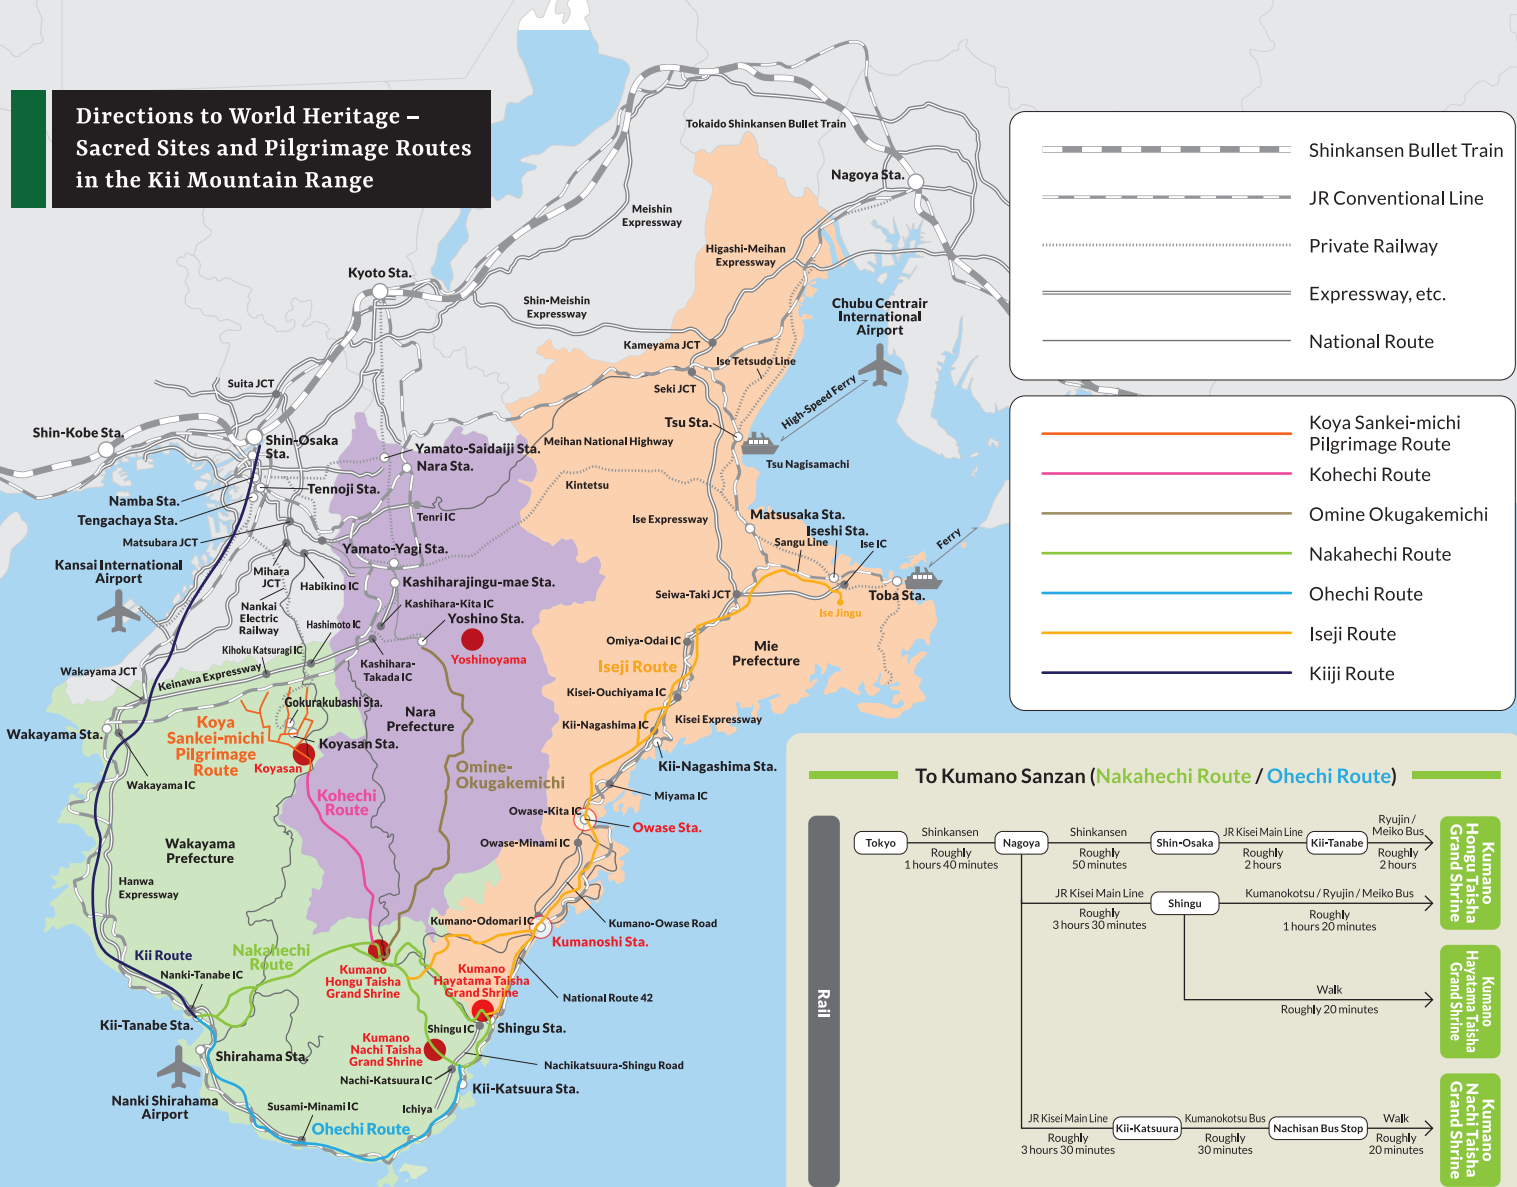 Directions to World Heritage –
Sacred Sites and Pilgrimage Routes
in the Kii Mountain Range
Tokaido Shinkansen Bullet Train
Nagoya Sta.
Meishin
Expressway
Higashi-Meihan
Expressway
Kyoto Sta.
Shin-Meishin
Expressway
Chubu Centrair
International
Airport
Kameyama JCT
Ise Tetsudo Line
Suita JCT
Seki JCT
High-Speed Ferry
Tsu Sta.
Shin-Kobe Sta.
Shin-Osaka
Sta.
Meihan National Highway
Yamato-Saidaiji Sta.
Nara Sta.
Tsu Nagisamachi
Kintetsu
Namba Sta.
Tennoji Sta.
Tengachaya Sta.
Tenri IC
Ise Expressway
Matsusaka Sta.
Iseshi Sta.
Sangu Line
Ise IC
Ferry
Matsubara JCT
Yamato-Yagi Sta.
Kansai International
Airport
Mihara
JCT
Habikino IC
Kashiharajingu-mae Sta.
Seiwa-Taki JCT
Toba Sta.
Nankai
Electric
Railway
Kashihara-Kita IC
Yoshino Sta.
Ise Jingu
Hashimoto IC
Kihoku Katsuragi IC
Omiya-Odai IC
Mie
Prefecture
Yoshinoyama
Iseji Route
Kashihara-
Takada IC
Wakayama JCT
Keinawa Expressway
Kisei-Ouchiyama IC
Gokurakubashi Sta.
Nara
Prefecture
Kii-Nagashima IC
Kisei Expressway
Wakayama Sta.
Koya
Sankei-michi
Pilgrimage
Route
Koyasan Sta.
Koyasan
Omine-
Okugakemichi
Kii-Nagashima Sta.
Wakayama IC
Kohechi
Route
Miyama IC
Owase-Kita IC
Owase Sta.
Wakayama
Prefecture
Owase-Minami IC
Hanwa
Expressway
Kumano-Odomari IC
Kumano-Owase Road
Kumanoshi Sta.
Kii Route
Nakahechi
Route
Nanki-Tanabe IC
Kumano
Hongu Taisha
Grand Shrine
Kumano
Hayatama Taisha
Grand Shrine
National Route 42
Kii-Tanabe Sta.
Shingu IC
Shingu Sta.
Kumano
Nachi Taisha
Grand Shrine
Shirahama Sta.
Nachikatsuura-Shingu Road
Nachi-Katsuura IC
Kii-Katsuura Sta.
Nanki Shirahama
Airport
Susami-Minami IC
Ichiya
Ohechi Route
Shinkansen Bullet Train
JR Conventional Line
Private Railway
Expressway, etc.
National Route
Koya Sankei-michi
Pilgrimage Route
Kohechi Route
Omine Okugakemichi
Nakahechi Route
Ohechi Route
Iseji Route
Kiiji Route
To Kumano Sanzan (Nakahechi Route / Ohechi Route)
Rail
Tokyo
Shinkansen
Roughly
1 hours 40 minutes
Nagoya
Shinkansen
Roughly
50 minutes
Shin-Osaka
JR Kisei Main Line
Roughly
2 hours
Kii-Tanabe
Ryujin /
Meiko Bus
Roughly
2 hours
Kumano
Hongu Taisha
Grand Shrine
JR Kisei Main Line
Roughly
3 hours 30 minutes
Shingu
Kumanokotsu / Ryujin / Meiko Bus
Roughly
1 hours 20 minutes
Walk
Roughly 20 minutes
Kumano
Hayatama Taisha
Grand Shrine
JR Kisei Main Line
Roughly
3 hours 30 minutes
Kii-Katsuura
Kumanokotsu Bus
Roughly
30 minutes
Nachisan Bus Stop
Walk
Roughly
20 minutes
Kumano
Nachi Taisha
Grand Shrine